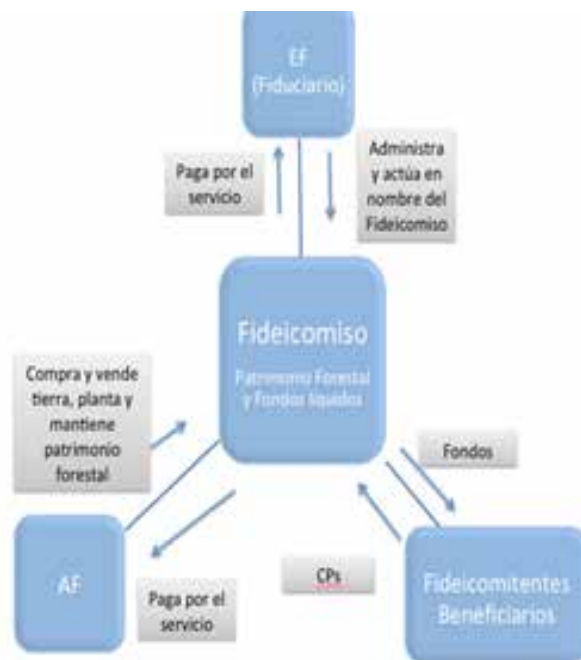 EF
(Fiduciario)
Paga por el
servicio
Administra
y actúa en
nombre del
Fideicomiso
Fideicomiso
Patrimonio Forestal
y Fondos líquidos
Compra y vende
tierra, planta y
mantiene
patrimonio
forestal
Fondos
AF
Paga por el
servicio
CPs
Fideicomitentes
Beneficiarios